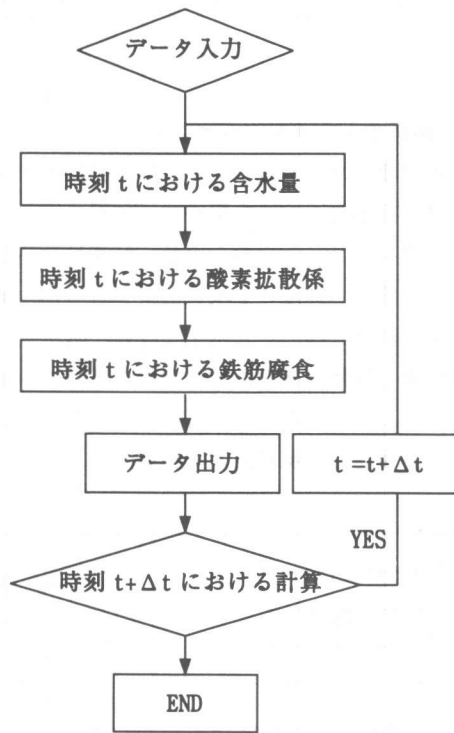 データ入力
時刻tにおける含水量
時刻tにおける酸素拡散係
時刻tにおける鉄筋腐食
データ出力
t=t+Δt
YES
時刻t+Δtにおける計算
END